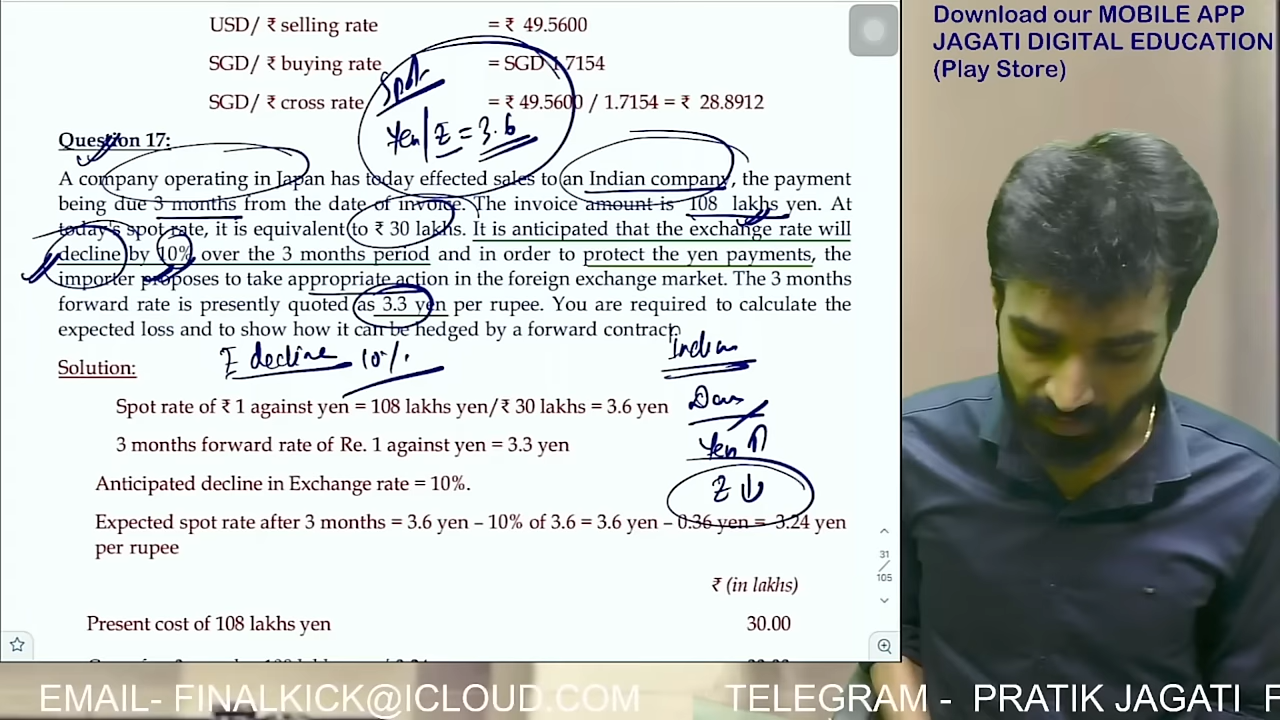 USD/ ₹ selling rate = ₹ 49.5600
SGD/ ₹ buying rate = SGD 1.7154
SGD/ ₹ cross rate = ₹ 49.5600 / 1.7154 = ₹ 28.8912
Spot
Yen/₹ = 3.6
Question 17:
A company operating in Japan has today effected sales to an Indian company, the payment
being due 3 months from the date of invoice. The invoice amount is 108 lakhs yen. At
today's spot rate, it is equivalent to ₹ 30 lakhs. It is anticipated that the exchange rate will
decline by 10% over the 3 months period and in order to protect the yen payments, the
importer proposes to take appropriate action in the foreign exchange market. The 3 months
forward rate is presently quoted as 3.3 yen per rupee. You are required to calculate the
expected loss and to show how it can be hedged by a forward contract.
₹ decline 10%
Indian
Solution:
Spot rate of ₹ 1 against yen = 108 lakhs yen/₹ 30 lakhs = 3.6 yen
3 months forward rate of Re. 1 against yen = 3.3 yen
Yen ↑
Anticipated decline in Exchange rate = 10%.
₹ ↓
Expected spot rate after 3 months = 3.6 yen – 10% of 3.6 = 3.6 yen – 0.36 yen = 3.24 yen
per rupee
₹ (in lakhs)
Present cost of 108 lakhs yen 30.00
31
/
105
Download our MOBILE APP
JAGATI DIGITAL EDUCATION
(Play Store)
EMAIL- FINALKICK@ICLOUD.COM TELEGRAM - PRATIK JAGATI F